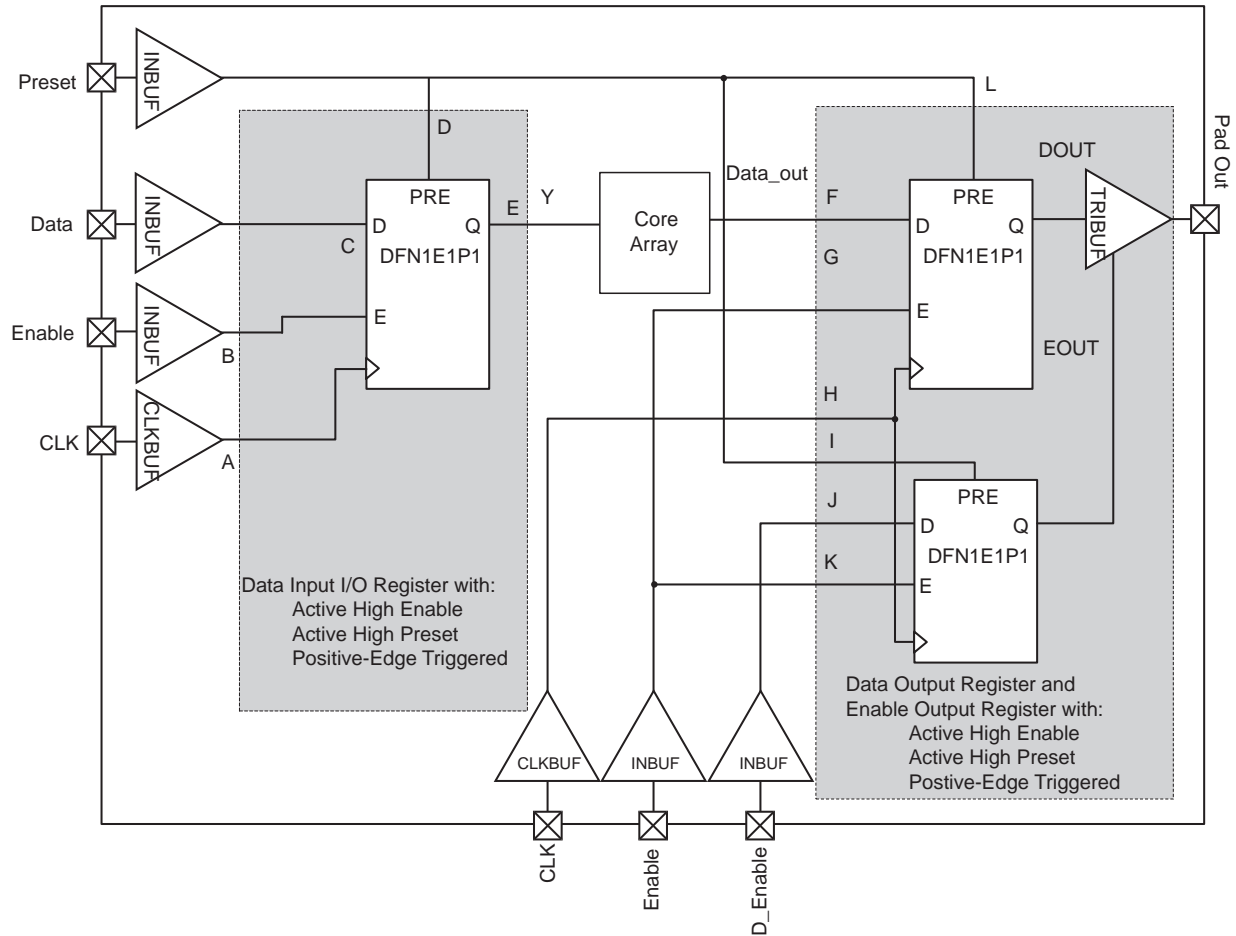 Preset
INBUF
L
D
Pad Out
DOUT
Data_out
TRIBUF
Data
INBUF
PRE
D
Q
C
DFN1E1P1
E
E
Y
Core
Array
F
G
PRE
D
Q
DFN1E1P1
E
Enable
INBUF
B
EOUT
CLK
CLKBUF
A
H
I
J
K
PRE
D
Q
DFN1E1P1
E
Data Input I/O Register with:
Active High Enable
Active High Preset
Positive-Edge Triggered
Data Output Register and
Enable Output Register with:
Active High Enable
Active High Preset
Postive-Edge Triggered
CLKBUF
INBUF
INBUF
CLK
Enable
D_Enable